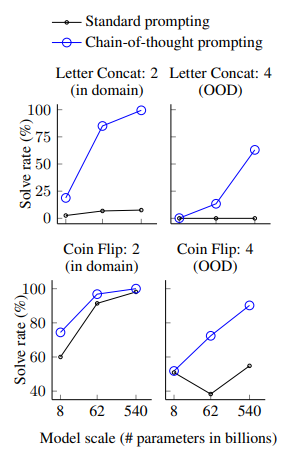 Standard prompting
Chain-of-thought prompting
Letter Concat: 2
(in domain)
Letter Concat: 4
(OOD)
Solve rate (%)
100
75
50
25
0
Coin Flip: 2
(in domain)
Coin Flip: 4
(OOD)
Solve rate (%)
100
80
60
40
8 62 540 8 62 540
Model scale (# parameters in billions)